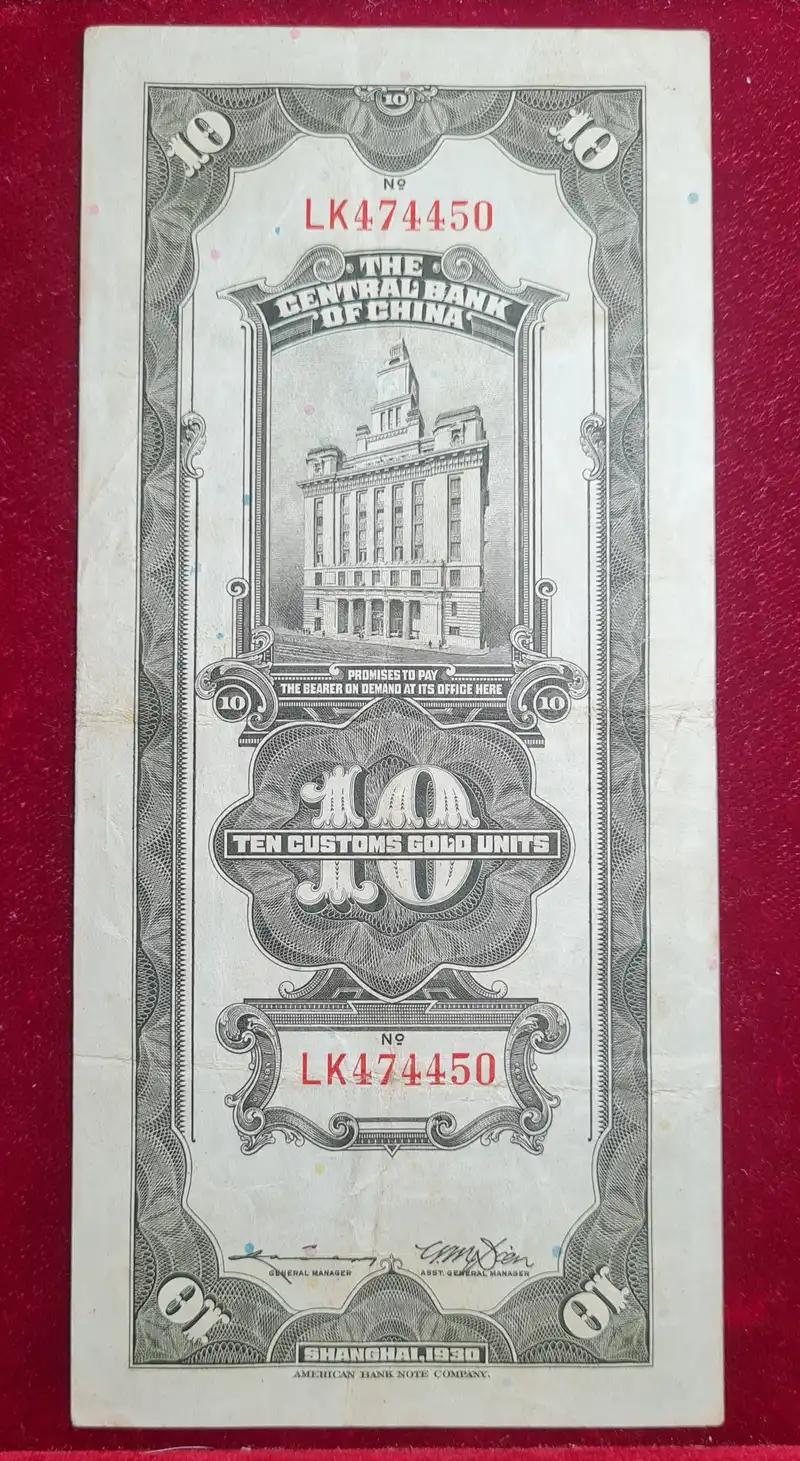 10
10
10
Nº
LK474450
THE
CENTRAL BANK
OF CHINA
PROMISES TO PAY
THE BEARER ON DEMAND AT ITS OFFICE HERE
10
10
10
TEN CUSTOMS GOLD UNITS
Nº
LK474450
GENERAL MANAGER
ASST. GENERAL MANAGER
10
10
SHANGHAI, 1930
AMERICAN BANK NOTE COMPANY.